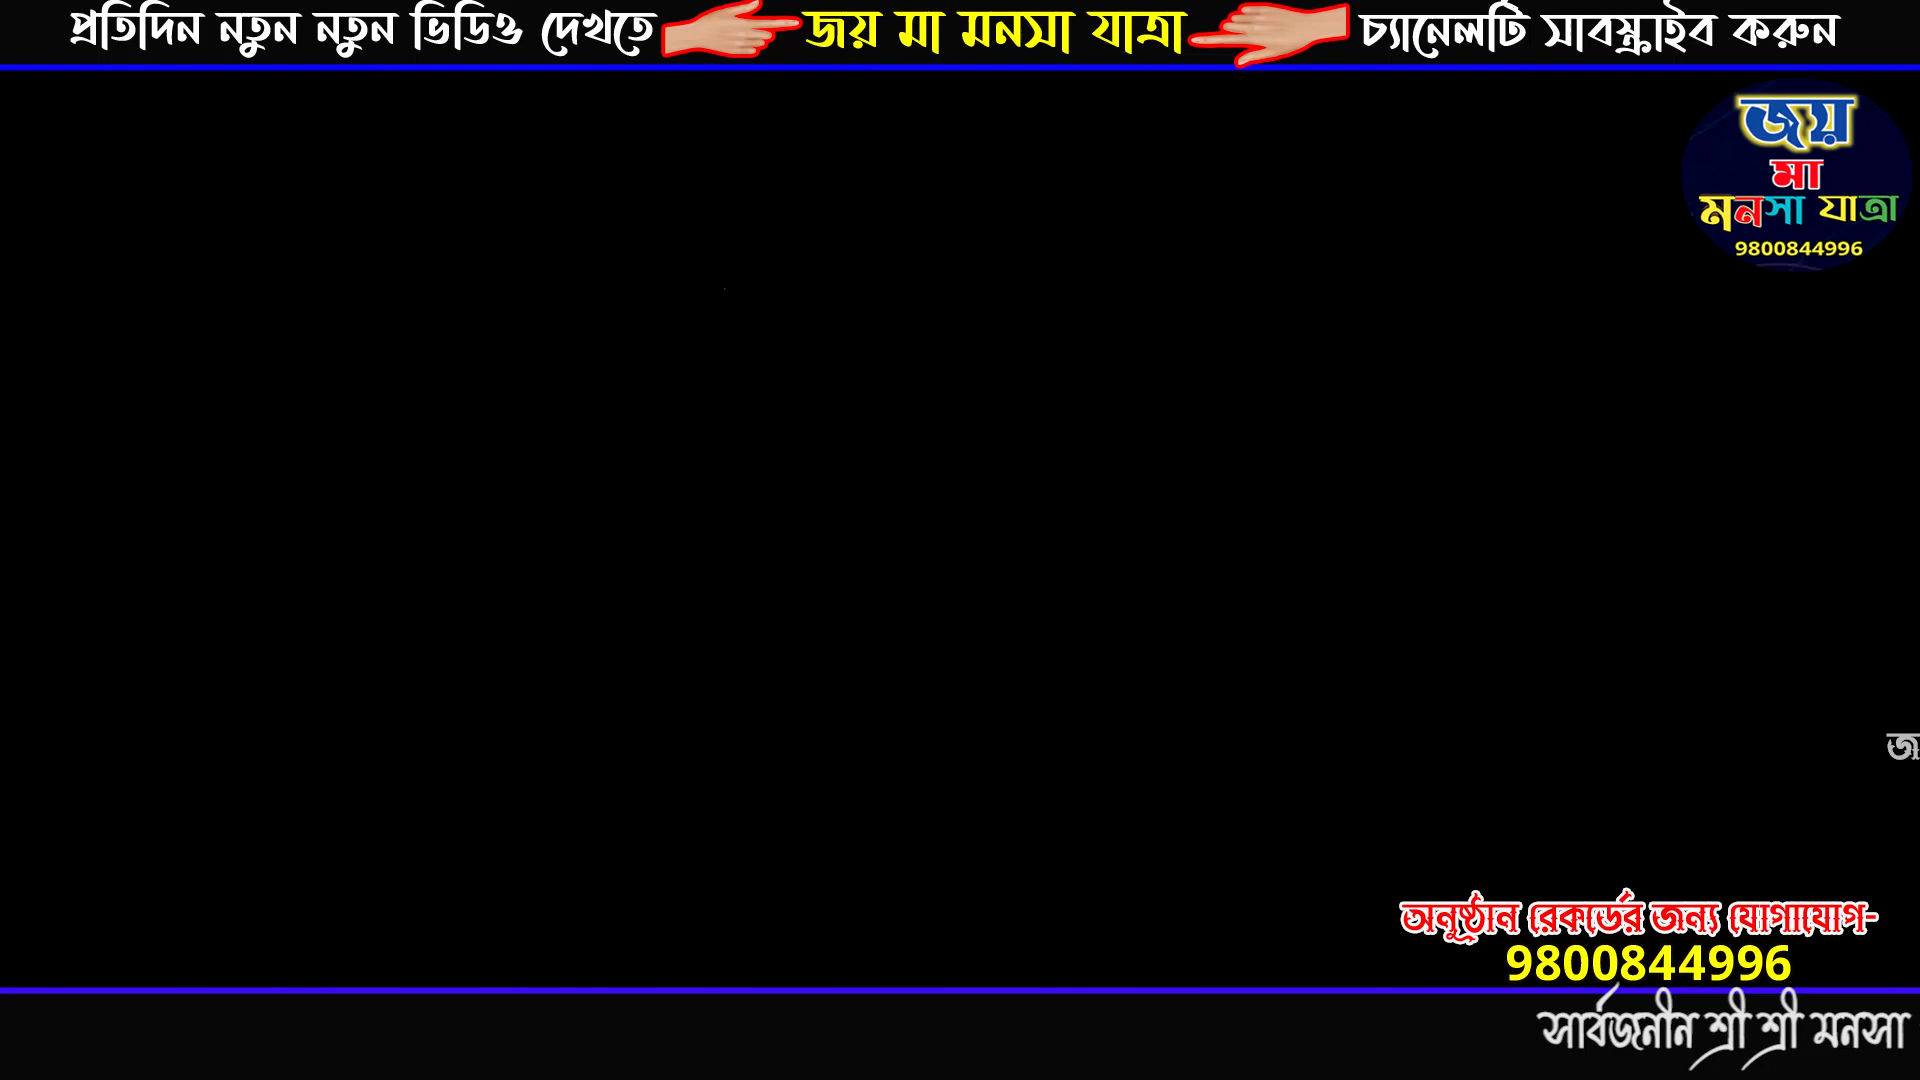 প্রতিদিন নতুন নতুন ভিডিও দেখতে জয় মা মনসা যাত্রা চ্যানেলটি সাবস্ক্রাইব করুন
জয়
মা
মনসা যাত্রা
9800844996
জ
অনুষ্ঠান রেকর্ডের জন্য যোগাযোগ-
9800844996
সার্বজনীন শ্রী শ্রী মনসা